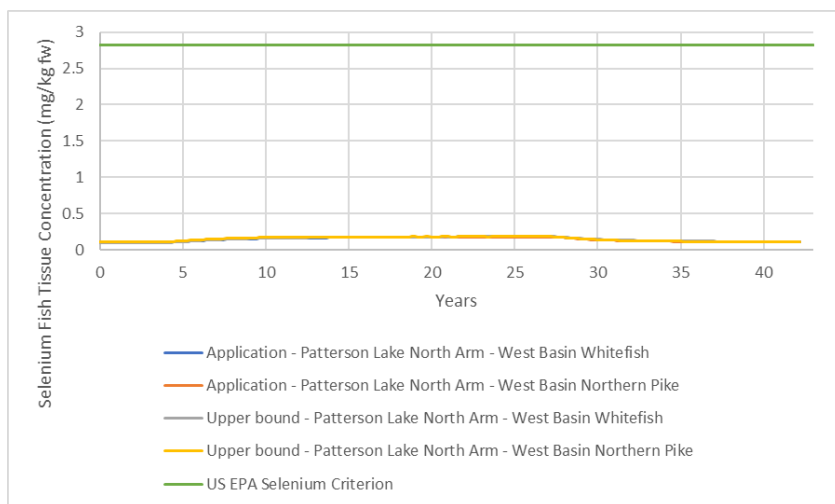 Selenium Fish Tissue Concentration (mg/kg fw)
3
2.5
2
1.5
1
0.5
0
0 5 10 15 20 25 30 35 40
Years
Application - Patterson Lake North Arm - West Basin Whitefish
Application - Patterson Lake North Arm - West Basin Northern Pike
Upper bound - Patterson Lake North Arm - West Basin Whitefish
Upper bound - Patterson Lake North Arm - West Basin Northern Pike
US EPA Selenium Criterion